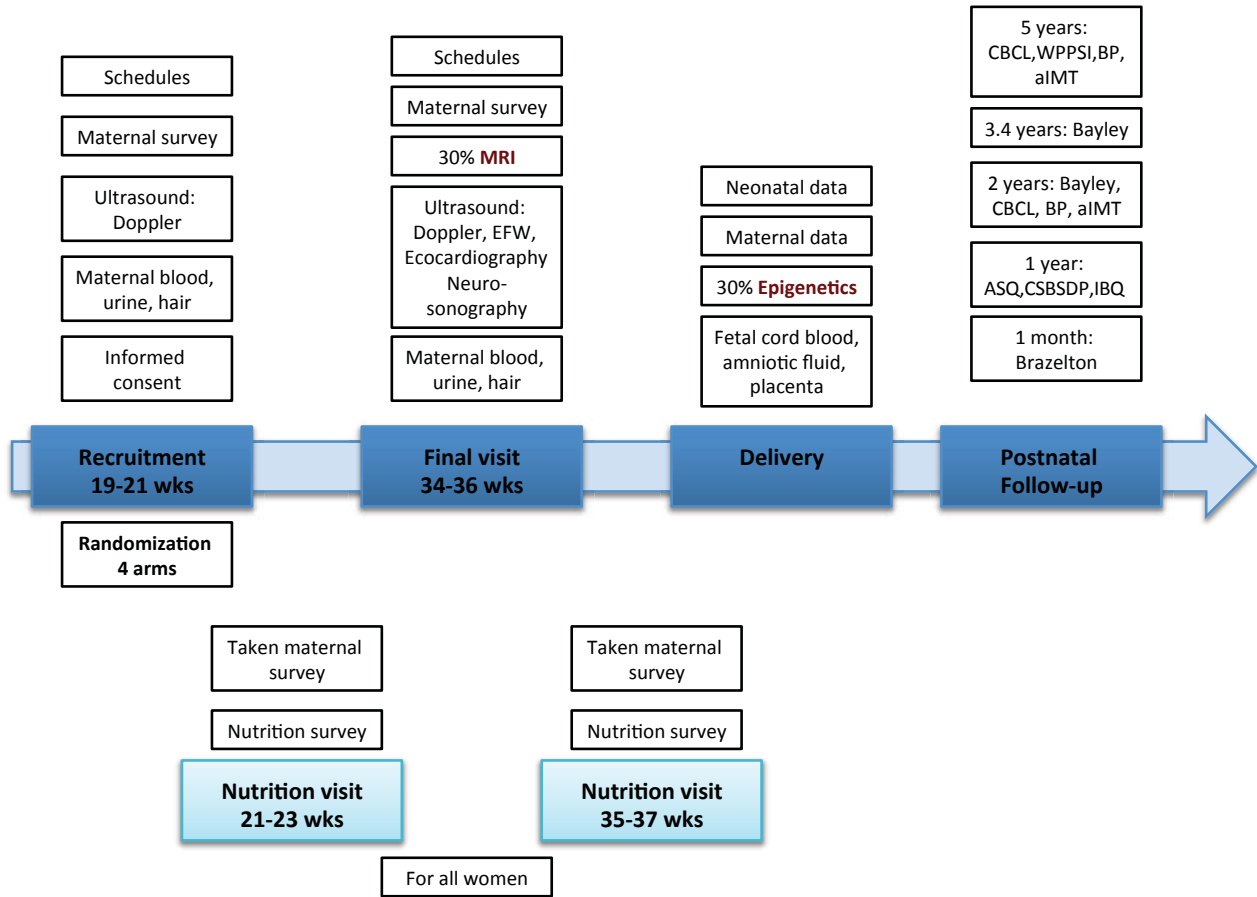 Schedules
Maternal survey
Ultrasound:
Doppler
Maternal blood,
urine, hair
Informed
consent
Recruitment
19-21 wks
Randomization
4 arms
Schedules
Maternal survey
30% MRI
Ultrasound:
Doppler, EFW,
Ecocardiography
Neuro-
sonography
Maternal blood,
urine, hair
Final visit
34-36 wks
Neonatal data
Maternal data
30% Epigenetics
Fetal cord blood,
amniotic fluid,
placenta
Delivery
5 years:
CBCL,WPPSI,BP,
aIMT
3.4 years: Bayley
2 years: Bayley,
CBCL, BP, aIMT
1 year:
ASQ,CSBSDP,IBQ
1 month:
Brazelton
Postnatal
Follow-up
Taken maternal
survey
Nutrition survey
Nutrition visit
21-23 wks
Taken maternal
survey
Nutrition survey
Nutrition visit
35-37 wks
For all women